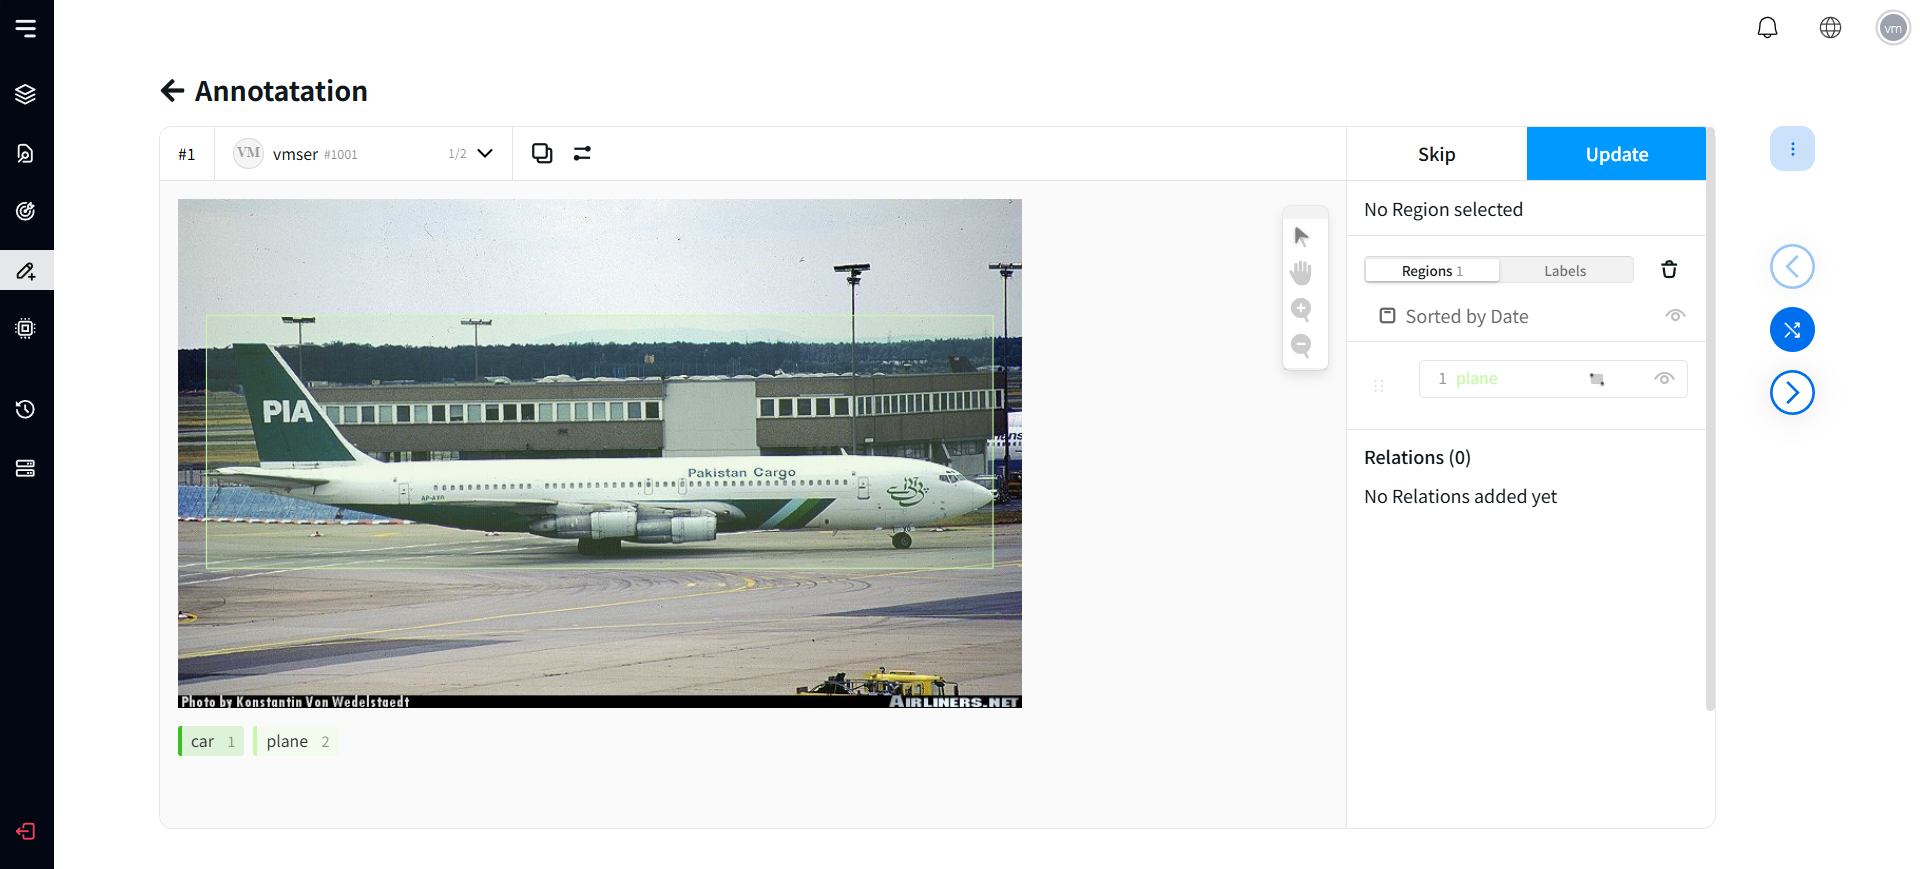 vm
Annotatation
#1
VM vmser #1001 1/2
Skip
Update
No Region selected
Regions 1
Labels
Sorted by Date
1 plane
Relations (0)
No Relations added yet
PIA
Pakistan Cargo
Photo by Konstantin Von Wedelstaedt
AIRLINERS.NET
car 1 plane 2